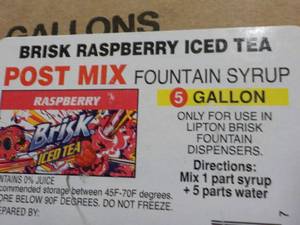 GALLONS
BRISK RASPBERRY ICED TEA
POST MIX FOUNTAIN SYRUP
RASPBERRY
BRISK
ICED TEA
5 GALLON
ONLY FOR USE IN
LIPTON BRISK
FOUNTAIN
DISPENSERS.
Directions:
Mix 1 part syrup
+ 5 parts water
NTAINS 0% JUICE
commended storage between 45F-70F degrees.
ORE BELOW 90F DEGREES. DO NOT FREEZE.
EPARED BY:
7